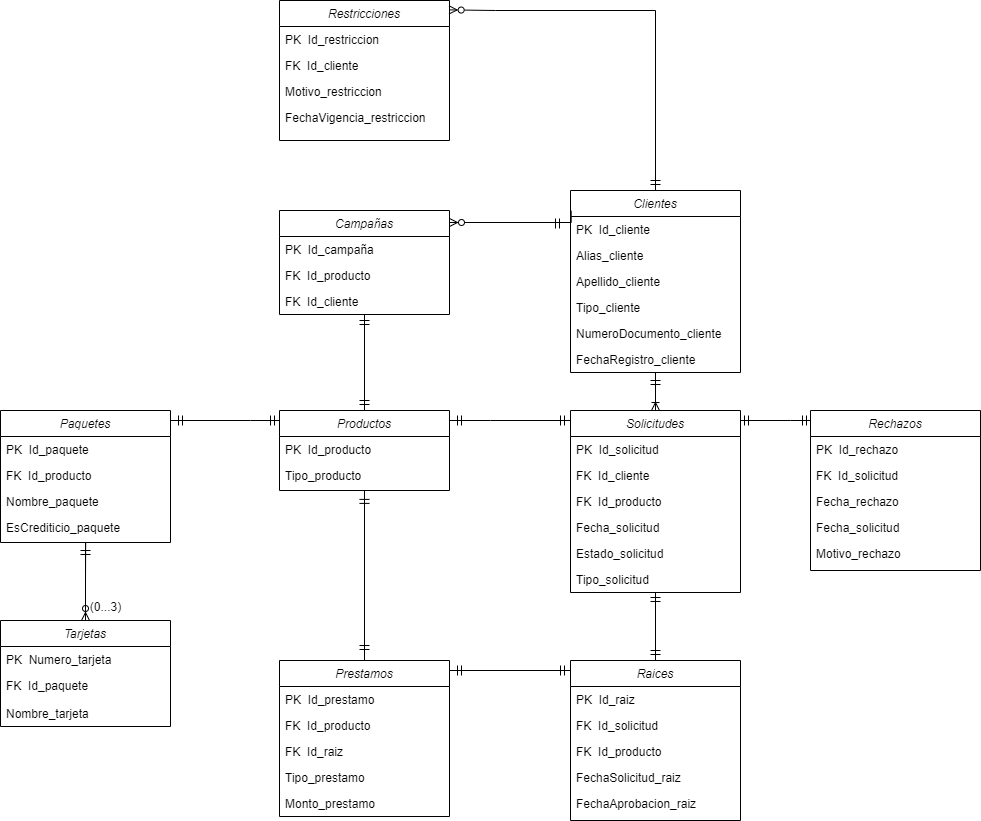 Restricciones
PK Id_restriccion
FK Id_cliente
Motivo_restriccion
FechaVigencia_restriccion
Clientes
PK Id_cliente
Alias_cliente
Apellido_cliente
Tipo_cliente
NumeroDocumento_cliente
FechaRegistro_cliente
Campañas
PK Id_campaña
FK Id_producto
FK Id_cliente
Paquetes
PK Id_paquete
FK Id_producto
Nombre_paquete
EsCrediticio_paquete
Productos
PK Id_producto
Tipo_producto
Solicitudes
PK Id_solicitud
FK Id_cliente
FK Id_producto
Fecha_solicitud
Estado_solicitud
Tipo_solicitud
Rechazos
PK Id_rechazo
FK Id_solicitud
Fecha_rechazo
Fecha_solicitud
Motivo_rechazo
(0...3)
Tarjetas
PK Numero_tarjeta
FK Id_paquete
Nombre_tarjeta
Prestamos
PK Id_prestamo
FK Id_producto
FK Id_raiz
Tipo_prestamo
Monto_prestamo
Raices
PK Id_raiz
FK Id_solicitud
FK Id_producto
FechaSolicitud_raiz
FechaAprobacion_raiz